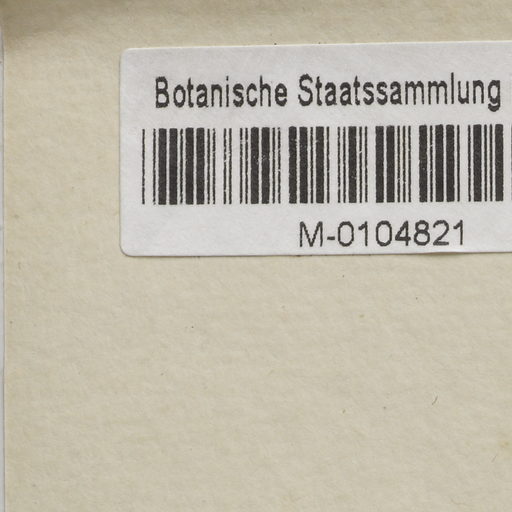 Botanische Staatssammlung
M-0104821